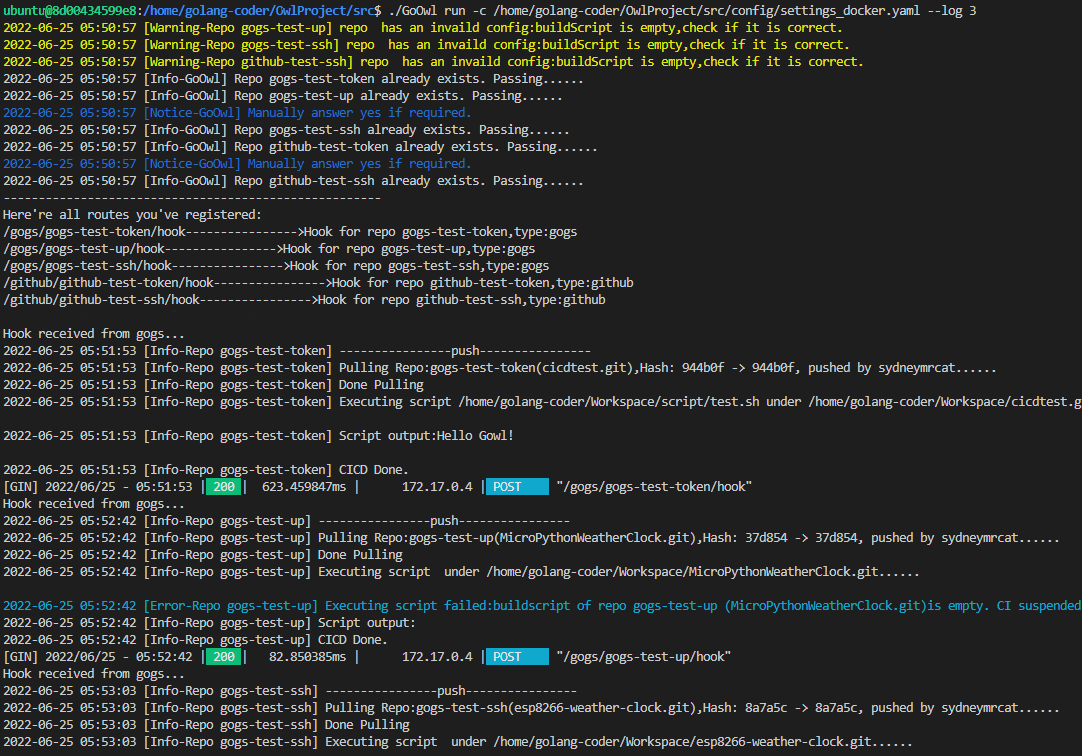 ubuntu@8d00434599e8:/home/golang-coder/OwlProject/src$ ./GoOwl run -c /home/golang-coder/OwlProject/src/config/settings_docker.yaml --log 3
2022-06-25 05:50:57 [Warning-Repo gogs-test-up] repo  has an invaild config:buildScript is empty,check if it is correct.
2022-06-25 05:50:57 [Warning-Repo gogs-test-ssh] repo  has an invaild config:buildScript is empty,check if it is correct.
2022-06-25 05:50:57 [Warning-Repo github-test-ssh] repo  has an invaild config:buildScript is empty,check if it is correct.
2022-06-25 05:50:57 [Info-GoOwl] Repo gogs-test-token already exists. Passing......
2022-06-25 05:50:57 [Info-GoOwl] Repo gogs-test-up already exists. Passing......
2022-06-25 05:50:57 [Notice-GoOwl] Manually answer yes if required.
2022-06-25 05:50:57 [Info-GoOwl] Repo gogs-test-ssh already exists. Passing......
2022-06-25 05:50:57 [Info-GoOwl] Repo github-test-token already exists. Passing......
2022-06-25 05:50:57 [Notice-GoOwl] Manually answer yes if required.
2022-06-25 05:50:57 [Info-GoOwl] Repo github-test-ssh already exists. Passing......
------------------------------------------------------
Here're all routes you've registered:
/gogs/gogs-test-token/hook---------------->Hook for repo gogs-test-token,type:gogs
/gogs/gogs-test-up/hook---------------->Hook for repo gogs-test-up,type:gogs
/gogs/gogs-test-ssh/hook---------------->Hook for repo gogs-test-ssh,type:gogs
/github/github-test-token/hook---------------->Hook for repo github-test-token,type:github
/github/github-test-ssh/hook---------------->Hook for repo github-test-ssh,type:github
Hook received from gogs...
2022-06-25 05:51:53 [Info-Repo gogs-test-token] ----------------push----------------
2022-06-25 05:51:53 [Info-Repo gogs-test-token] Pulling Repo:gogs-test-token(cicdtest.git),Hash: 944b0f -> 944b0f, pushed by sydneymrcat......
2022-06-25 05:51:53 [Info-Repo gogs-test-token] Done Pulling
2022-06-25 05:51:53 [Info-Repo gogs-test-token] Executing script /home/golang-coder/Workspace/script/test.sh under /home/golang-coder/Workspace/cicdtest.g
2022-06-25 05:51:53 [Info-Repo gogs-test-token] Script output:Hello Gowl!
2022-06-25 05:51:53 [Info-Repo gogs-test-token] CICD Done.
[GIN] 2022/06/25 - 05:51:53 | 200 |  623.459847ms |      172.17.0.4 | POST     "/gogs/gogs-test-token/hook"
Hook received from gogs...
2022-06-25 05:52:42 [Info-Repo gogs-test-up] ----------------push----------------
2022-06-25 05:52:42 [Info-Repo gogs-test-up] Pulling Repo:gogs-test-up(MicroPythonWeatherClock.git),Hash: 37d854 -> 37d854, pushed by sydneymrcat......
2022-06-25 05:52:42 [Info-Repo gogs-test-up] Done Pulling
2022-06-25 05:52:42 [Info-Repo gogs-test-up] Executing script  under /home/golang-coder/Workspace/MicroPythonWeatherClock.git......
2022-06-25 05:52:42 [Error-Repo gogs-test-up] Executing script failed:buildscript of repo gogs-test-up (MicroPythonWeatherClock.git)is empty. CI suspended
2022-06-25 05:52:42 [Info-Repo gogs-test-up] Script output:
2022-06-25 05:52:42 [Info-Repo gogs-test-up] CICD Done.
[GIN] 2022/06/25 - 05:52:42 | 200 |   82.850385ms |      172.17.0.4 | POST     "/gogs/gogs-test-up/hook"
Hook received from gogs...
2022-06-25 05:53:03 [Info-Repo gogs-test-ssh] ----------------push----------------
2022-06-25 05:53:03 [Info-Repo gogs-test-ssh] Pulling Repo:gogs-test-ssh(esp8266-weather-clock.git),Hash: 8a7a5c -> 8a7a5c, pushed by sydneymrcat......
2022-06-25 05:53:03 [Info-Repo gogs-test-ssh] Done Pulling
2022-06-25 05:53:03 [Info-Repo gogs-test-ssh] Executing script  under /home/golang-coder/Workspace/esp8266-weather-clock.git......